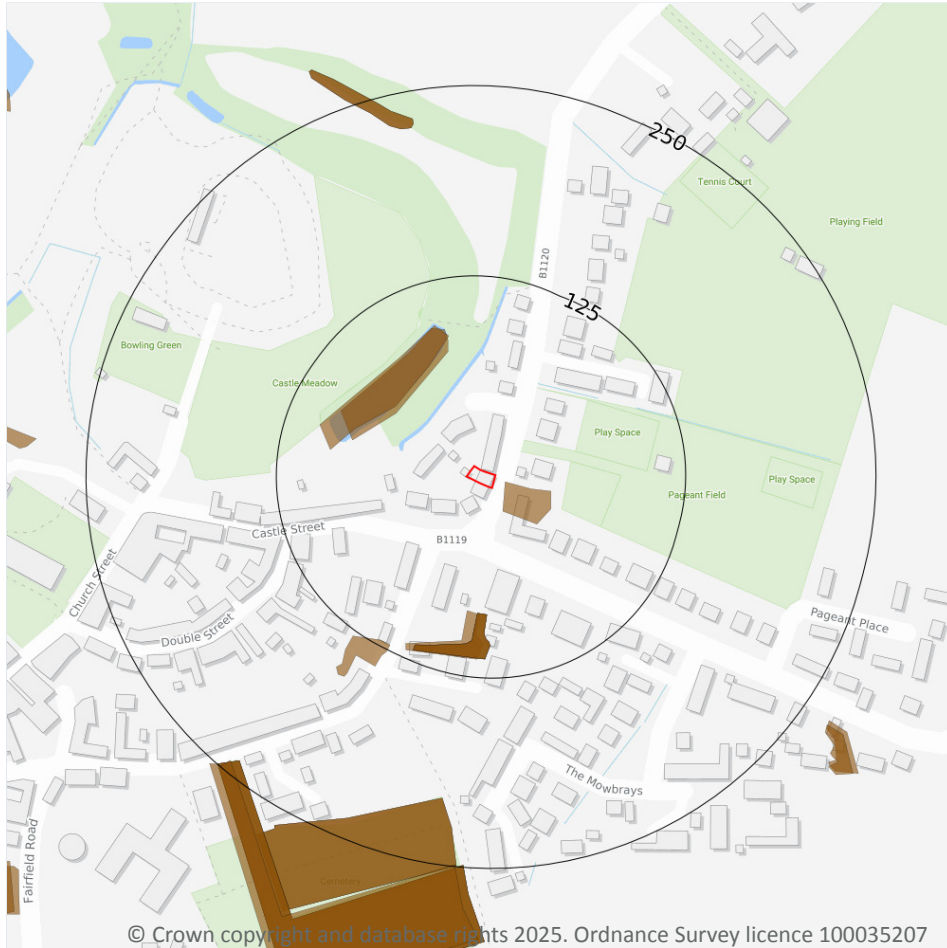 250
Tennis Court
Playing Field
B1120
125
Bowling Green
Castle Meadow
Play Space
Play Space
Pageant Field
Castle Street
B1119
Church Street
Double Street
Pageant Place
The Mowbrays
Fairfield Road
Cemetery
© Crown copyright and database rights 2025. Ordnance Survey licence 100035207